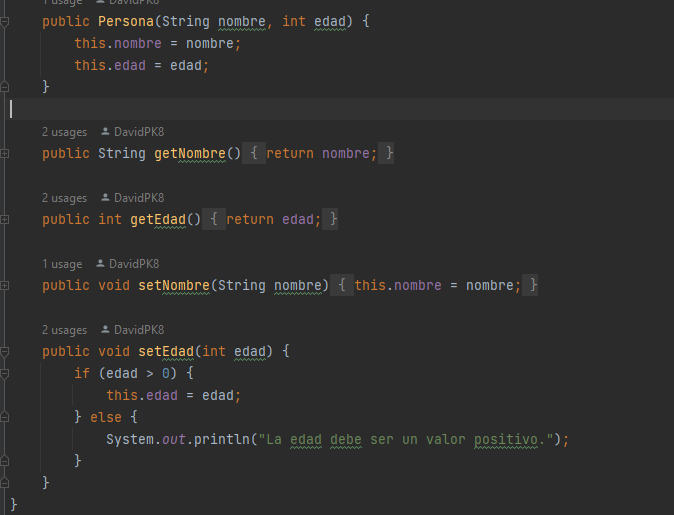 1 usage DavidPK8
public Persona(String nombre, int edad) {
this.nombre = nombre;
this.edad = edad;
}
2 usages DavidPK8
public String getNombre() { return nombre; }
2 usages DavidPK8
public int getEdad() { return edad; }
1 usage DavidPK8
public void setNombre(String nombre) { this.nombre = nombre; }
2 usages DavidPK8
public void setEdad(int edad) {
if (edad > 0) {
this.edad = edad;
} else {
System.out.println("La edad debe ser un valor positivo.");
}
}
}